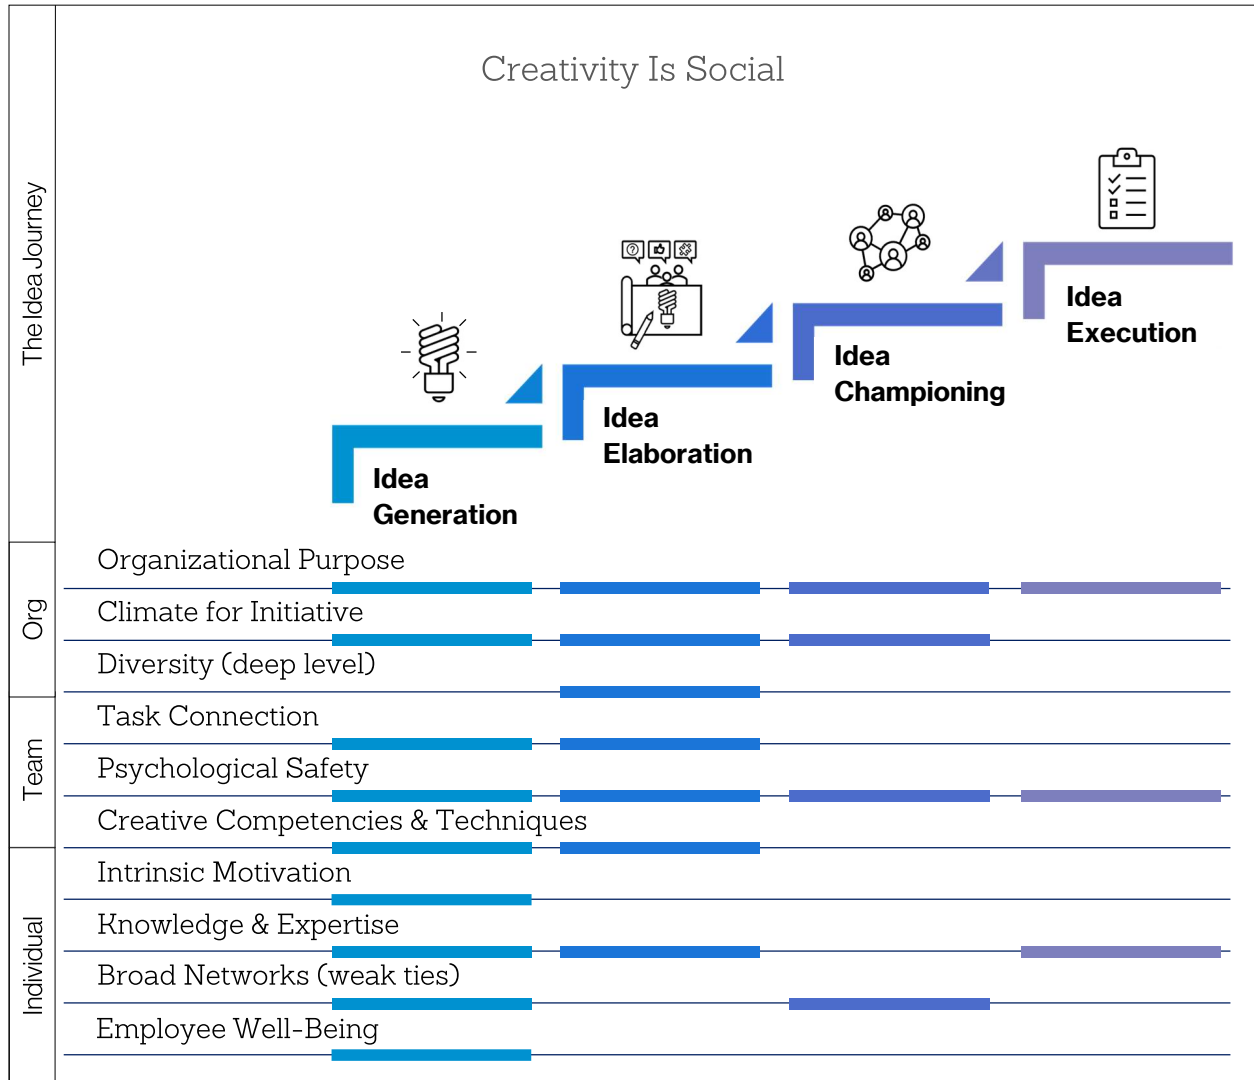 Creativity Is Social
The Idea Journey
Idea
Generation
Idea
Elaboration
Idea
Championing
Idea
Execution
Org
Organizational Purpose
Climate for Initiative
Diversity (deep level)
Team
Task Connection
Psychological Safety
Creative Competencies & Techniques
Individual
Intrinsic Motivation
Knowledge & Expertise
Broad Networks (weak ties)
Employee Well-Being